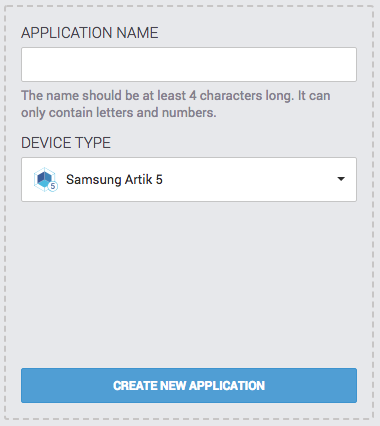 APPLICATION NAME
The name should be at least 4 characters long. It can
only contain letters and numbers.
DEVICE TYPE
5
Samsung Artik 5
CREATE NEW APPLICATION